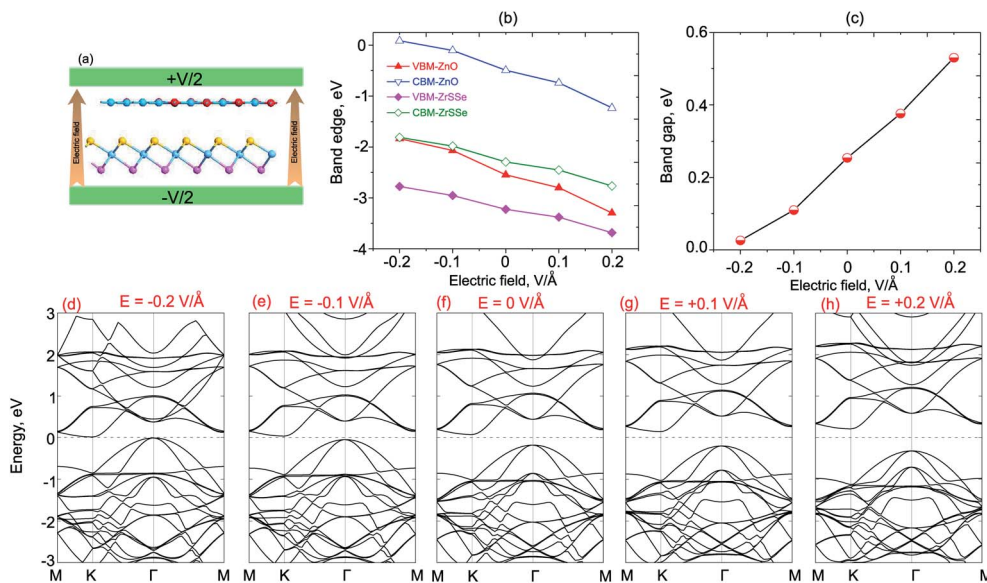 (a)
+V/2
Electric field
Electric field
-V/2
(b)
Band edge, eV
0
-1
-2
-3
-4
VBM-ZnO
CBM-ZnO
VBM-ZrSSe
CBM-ZrSSe
-0.2 -0.1 0 0.1 0.2
Electric field, V/Å
(c)
Band gap, eV
0.6
0.4
0.2
0.0
-0.2 -0.1 0 0.1 0.2
Electric field, V/Å
(d) E = -0.2 V/Å
(e) E = -0.1 V/Å
(f) E = 0 V/Å
(g) E = +0.1 V/Å
(h) E = +0.2 V/Å
Energy, eV
3
2
1
0
-1
-2
-3
M K Γ M
M K Γ M
M K Γ M
M K Γ M
M K Γ M